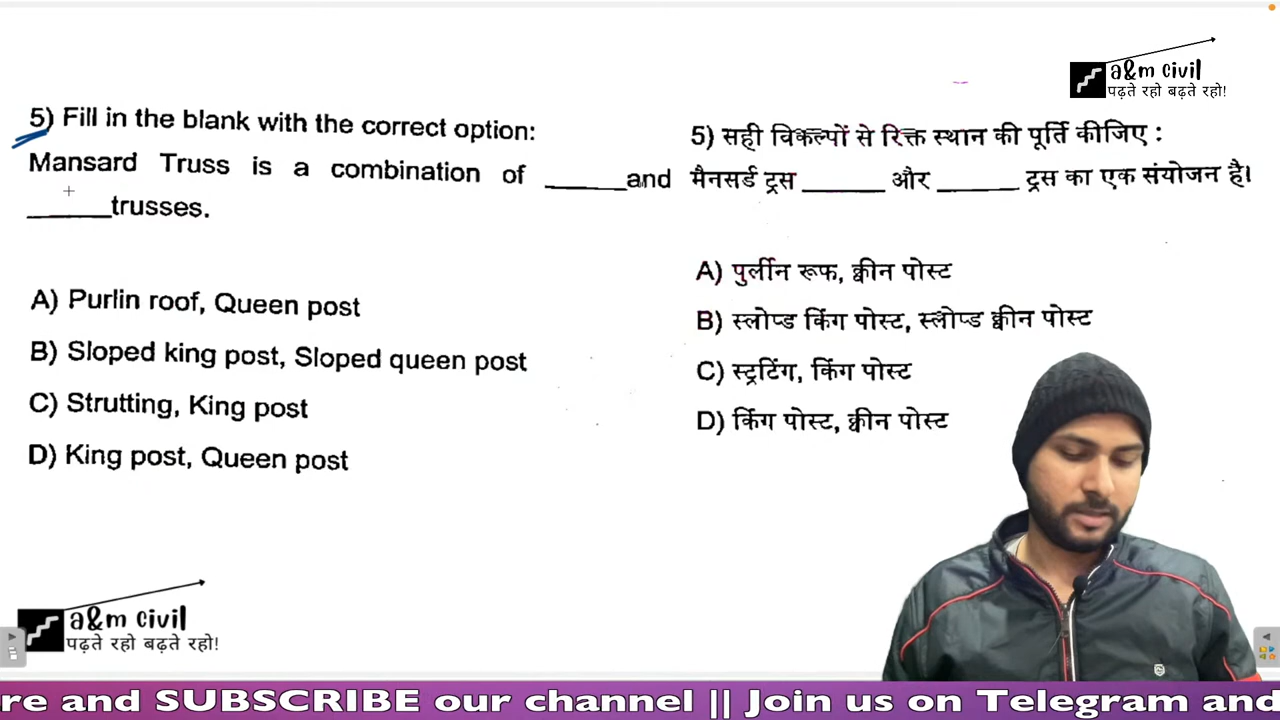 a&m civil
पढ़ते रहो बढ़ते रहो!
5) Fill in the blank with the correct option:
Mansard Truss is a combination of ______and
______trusses.
A) Purlin roof, Queen post
B) Sloped king post, Sloped queen post
C) Strutting, King post
D) King post, Queen post
5) सही विकल्पों से रिक्त स्थान की पूर्ति कीजिए :
मैनसर्ड ट्रस ______ और ______ ट्रस का एक संयोजन है।
A) पुर्लीन रूफ, क्वीन पोस्ट
B) स्लोप्ड किंग पोस्ट, स्लोप्ड क्वीन पोस्ट
C) स्ट्रटिंग, किंग पोस्ट
D) किंग पोस्ट, क्वीन पोस्ट
a&m civil
पढ़ते रहो बढ़ते रहो!
re and SUBSCRIBE our channel || Join us on Telegram and